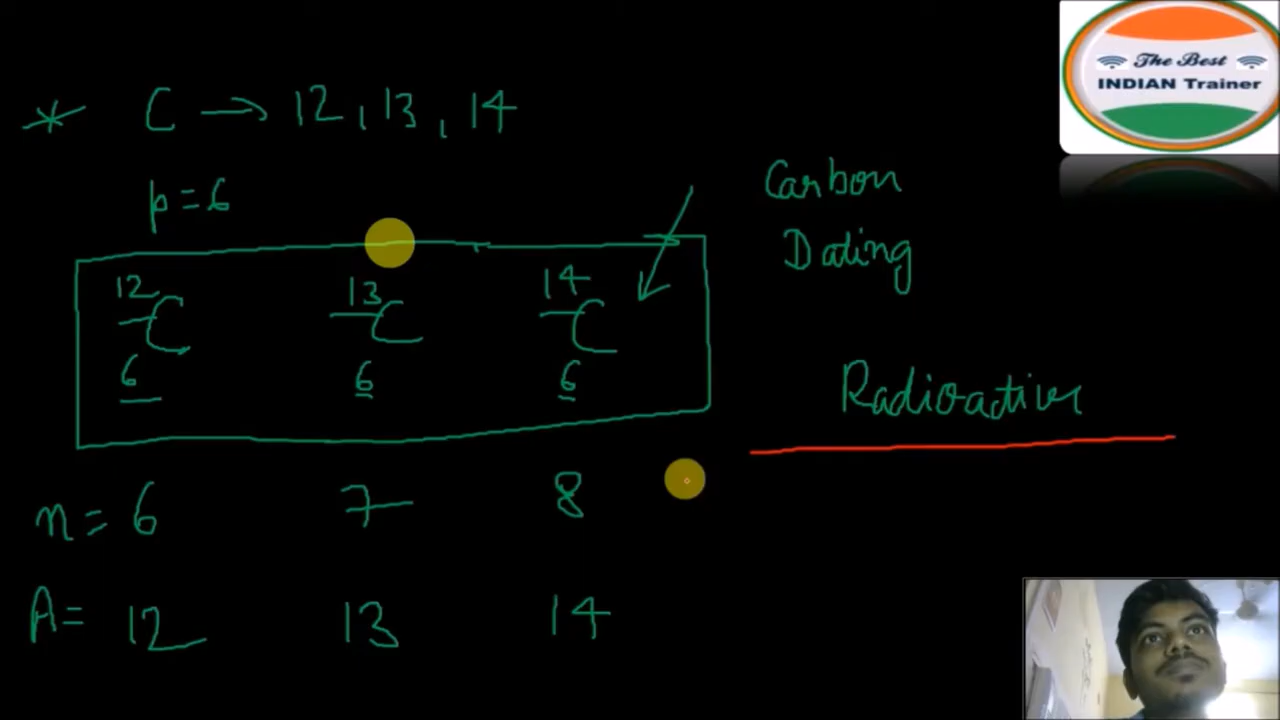 The Best
INDIAN Trainer
* C → 12, 13, 14
p = 6
Carbon
Dating
12 13 14
C C C
6 6 6
Radioactive
n = 6 7 8
A = 12 13 14